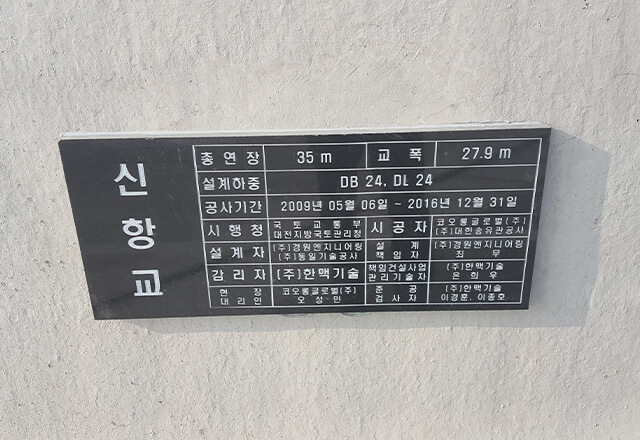 신항교
총 연 장 35 m 교 폭 27.9 m
설계하중 DB 24, DL 24
공사기간 2009년 05월 06일 ~ 2016년 12월 31일
시 행 청 국 토 교 통 부 시 공 자 코오롱글로벌(주)
대전지방국토관리청 (주)대한송유관공사
설 계 자 (주)경원엔지니어링 설 계 (주)경원엔지니어링
(주)동일기술공사 책 임 자 최 무
감 리 자 (주)한맥기술 책임건설사업 (주)한맥기술
관리기술자 은 희 우
현 장 코오롱글로벌(주) 준 공 (주)한맥기술
대 리 인 오 성 민 검 사 자 이경훈, 이종호